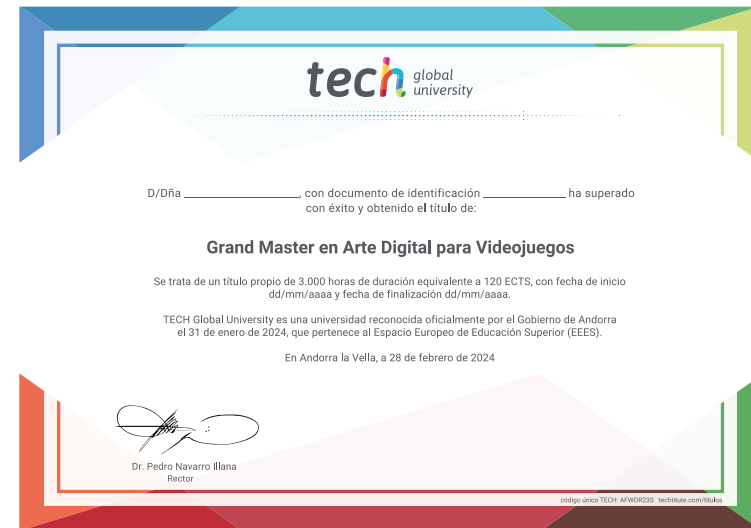 tech global university
D/Dña ____________________, con documento de identificación ______________ ha superado
con éxito y obtenido el título de:
Grand Master en Arte Digital para Videojuegos
Se trata de un título propio de 3.000 horas de duración equivalente a 120 ECTS, con fecha de inicio
dd/mm/aaaa y fecha de finalización dd/mm/aaaa.
TECH Global University es una universidad reconocida oficialmente por el Gobierno de Andorra
el 31 de enero de 2024, que pertenece al Espacio Europeo de Educación Superior (EEES).
En Andorra la Vella, a 28 de febrero de 2024
Dr. Pedro Navarro Illana
Rector
código único TECH: AFWOR23S techtitute.com/titulos